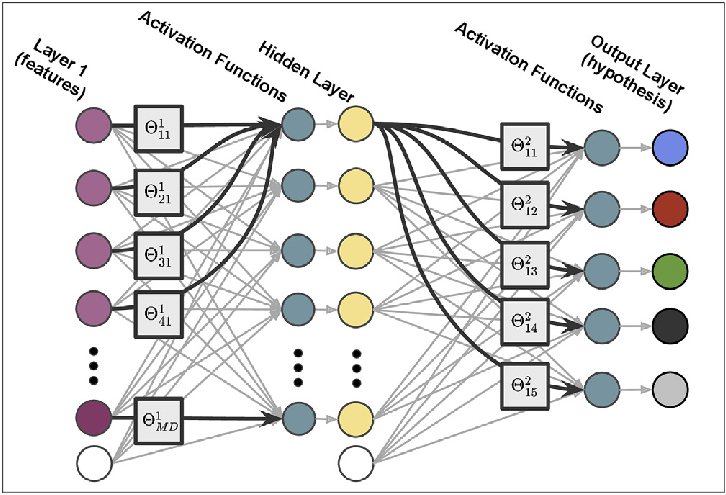 Layer 1
(features)
Activation Functions
Hidden Layer
Activation Functions
Output Layer
(hypothesis)
Θ¹₁₁
Θ¹₂₁
Θ¹₃₁
Θ¹₄₁
Θ¹_MD
Θ²₁₁
Θ²₁₂
Θ²₁₃
Θ²₁₄
Θ²₁₅